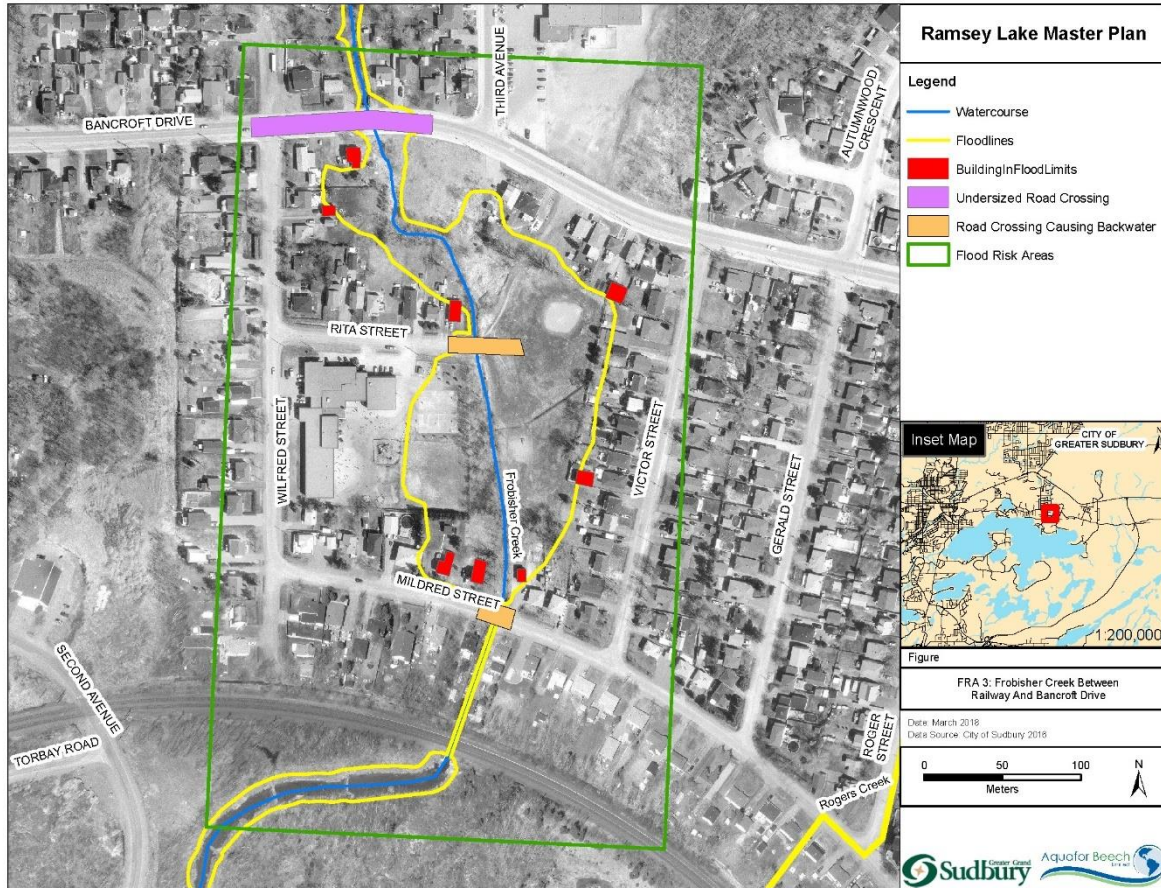 Ramsey Lake Master Plan
Legend
Watercourse
Floodlines
BuildingInFloodLimits
Undersized Road Crossing
Road Crossing Causing Backwater
Flood Risk Areas
BANCROFT DRIVE
THIRD AVENUE
AUTUMNWOOD
CRESCENT
RITA STREET
WILFRED STREET
VICTOR STREET
GERALD STREET
Frobisher Creek
MILDRED STREET
SECOND AVENUE
TORBAY ROAD
ROGER
STREET
Rogers Creek
Inset Map
CITY OF
GREATER SUDBURY
N
1:200,000
Figure
FRA 3: Frobisher Creek Between
Railway And Bancroft Drive
Date: March 2018
Data Source: City of Sudbury 2016
0 50 100
Meters
N
Greater Grand
Sudbury
Aquafor Beech
Limited